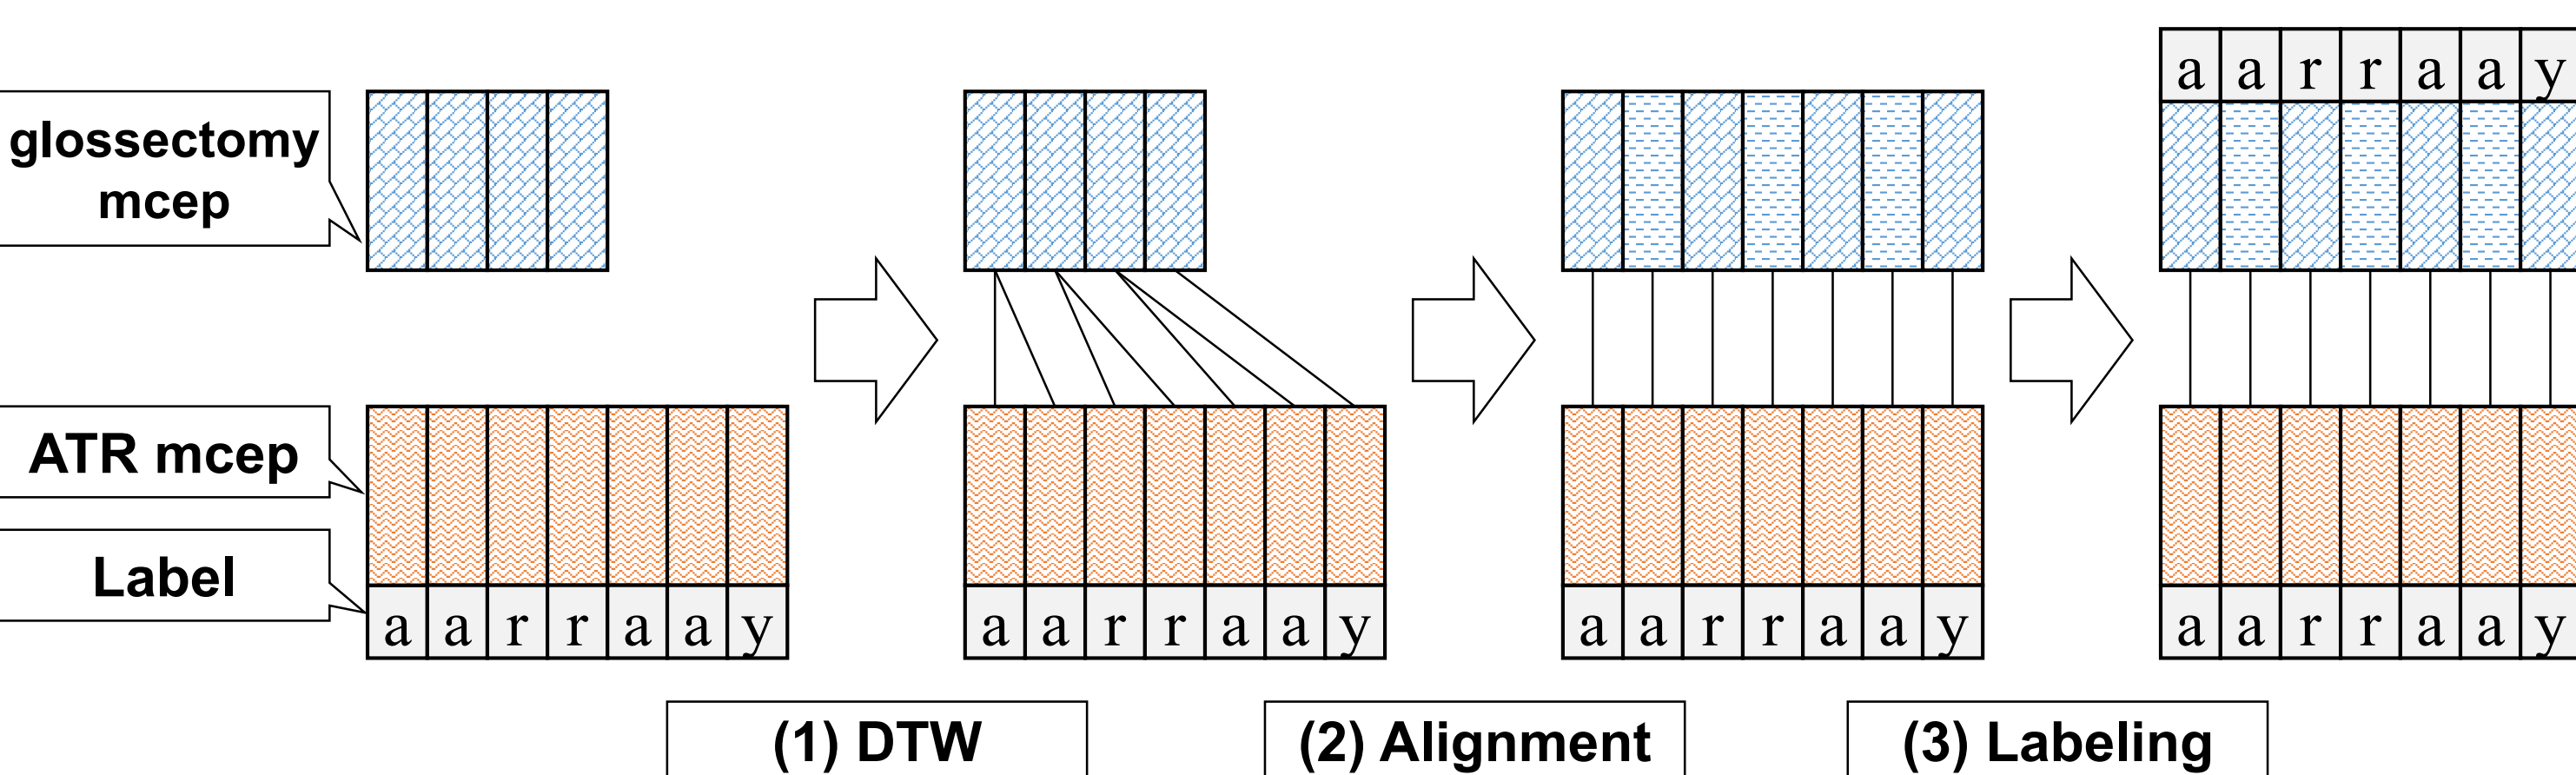 a a r r a a y
glossectomy
mcep
ATR mcep
Label
a a r r a a y
a a r r a a y
a a r r a a y
a a r r a a y
(1) DTW
(2) Alignment
(3) Labeling